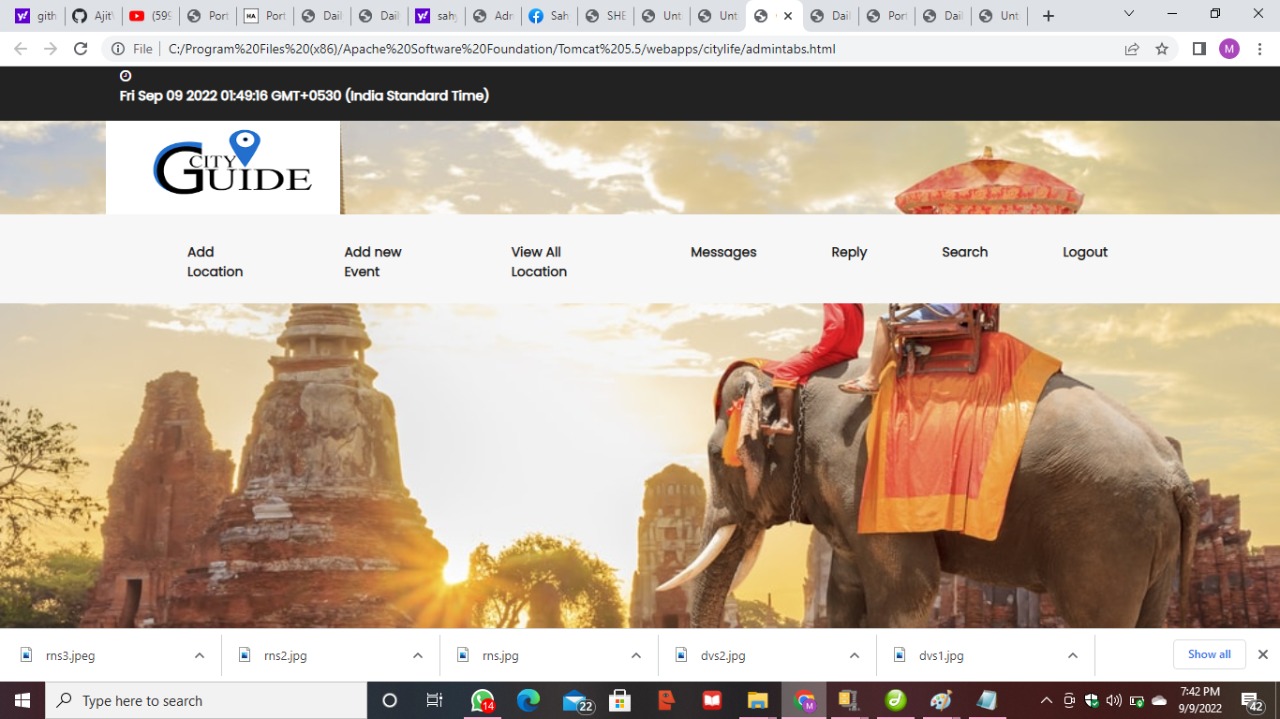 gith
Ajit\
(59
Port
HA
Port
Dail
Dail
sahy
Adn
Sah
SHE
Unt
Unt
Dail
Port
Dail
Unt
File
C:/Program%20Files%20(x86)/Apache%20Software%20Foundation/Tomcat%205.5/webapps/citylife/admintabs.html
M
Fri Sep 09 2022 01:49:16 GMT+0530 (India Standard Time)
CITY
GUIDE
Add
Location
Add new
Event
View All
Location
Messages
Reply
Search
Logout
rns3.jpeg
rns2.jpg
rns.jpg
dvs2.jpg
dvs1.jpg
Show all
Type here to search
14
22
M
7:42 PM
9/9/2022
42